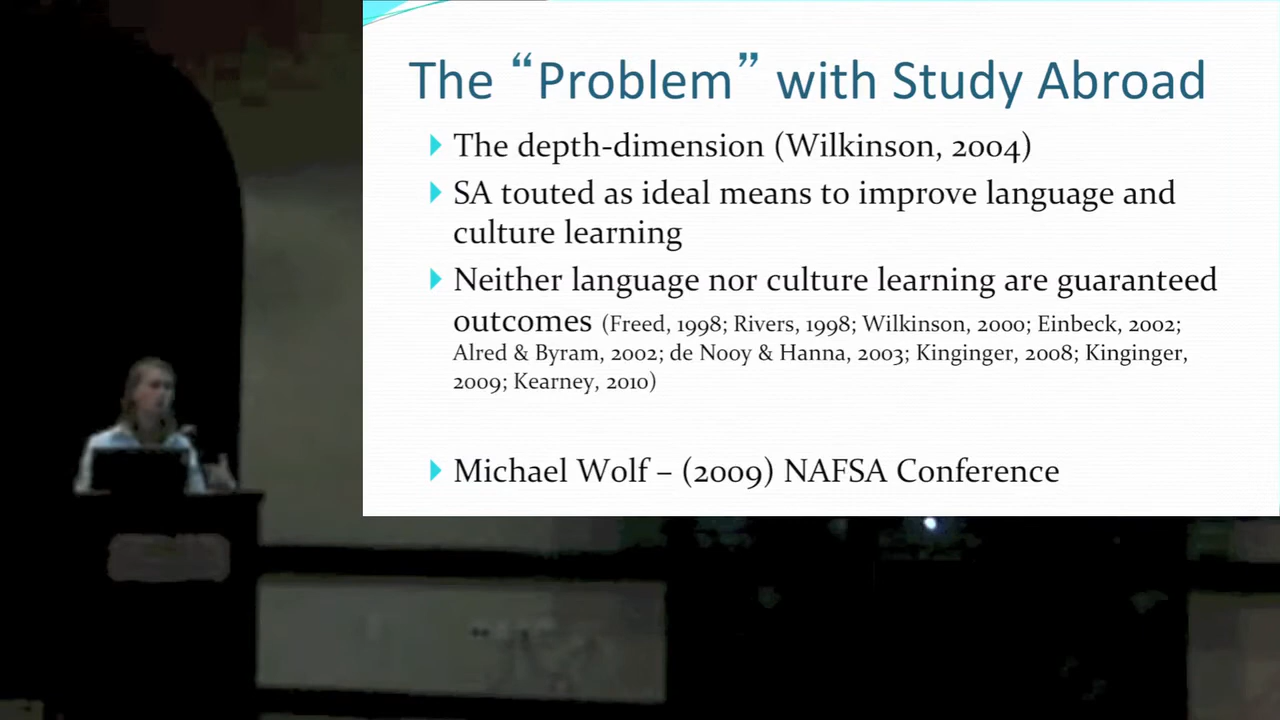 The “Problem” with Study Abroad
The depth-dimension (Wilkinson, 2004)
SA touted as ideal means to improve language and
culture learning
Neither language nor culture learning are guaranteed
outcomes (Freed, 1998; Rivers, 1998; Wilkinson, 2000; Einbeck, 2002;
Alred & Byram, 2002; de Nooy & Hanna, 2003; Kinginger, 2008; Kinginger,
2009; Kearney, 2010)
Michael Wolf – (2009) NAFSA Conference